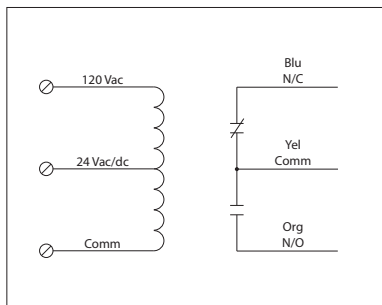 120 Vac
24 Vac/dc
Comm
Blu
N/C
Yel
Comm
Org
N/O